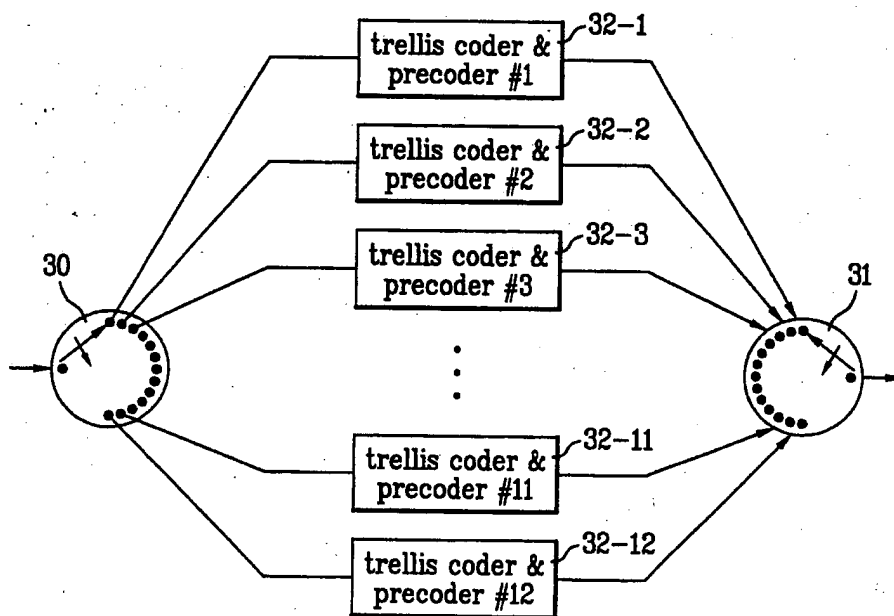 32-1
trellis coder &
precoder #1
32-2
trellis coder &
precoder #2
32-3
trellis coder &
precoder #3
30
31
32-11
trellis coder &
precoder #11
32-12
trellis coder &
precoder #12